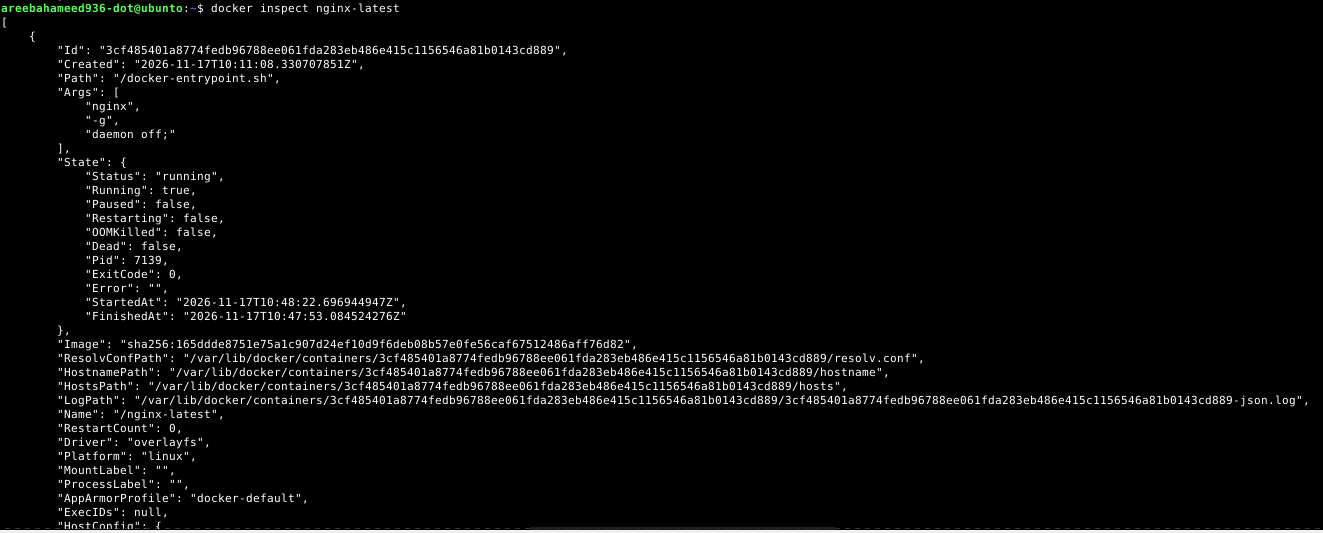 areebahameed936-dot@ubuntu:~$ docker inspect nginx-latest
[
    {
        "Id": "3cf485401a8774fedb96788ee061fda283eb486e415c1156546a81b0143cd889",
        "Created": "2026-11-17T10:11:08.330707851Z",
        "Path": "/docker-entrypoint.sh",
        "Args": [
            "nginx",
            "-g",
            "daemon off;"
        ],
        "State": {
            "Status": "running",
            "Running": true,
            "Paused": false,
            "Restarting": false,
            "OOMKilled": false,
            "Dead": false,
            "Pid": 7139,
            "ExitCode": 0,
            "Error": "",
            "StartedAt": "2026-11-17T10:48:22.696944947Z",
            "FinishedAt": "2026-11-17T10:47:53.084524276Z"
        },
        "Image": "sha256:165ddde8751e75a1c907d24ef10d9f6deb08b57e0fe56caf67512486aff76d82",
        "ResolvConfPath": "/var/lib/docker/containers/3cf485401a8774fedb96788ee061fda283eb486e415c1156546a81b0143cd889/resolv.conf",
        "HostnamePath": "/var/lib/docker/containers/3cf485401a8774fedb96788ee061fda283eb486e415c1156546a81b0143cd889/hostname",
        "HostsPath": "/var/lib/docker/containers/3cf485401a8774fedb96788ee061fda283eb486e415c1156546a81b0143cd889/hosts",
        "LogPath": "/var/lib/docker/containers/3cf485401a8774fedb96788ee061fda283eb486e415c1156546a81b0143cd889/3cf485401a8774fedb96788ee061fda283eb486e415c1156546a81b0143cd889-json.log",
        "Name": "/nginx-latest",
        "RestartCount": 0,
        "Driver": "overlayfs",
        "Platform": "linux",
        "MountLabel": "",
        "ProcessLabel": "",
        "AppArmorProfile": "docker-default",
        "ExecIDs": null,
        "HostConfig": {